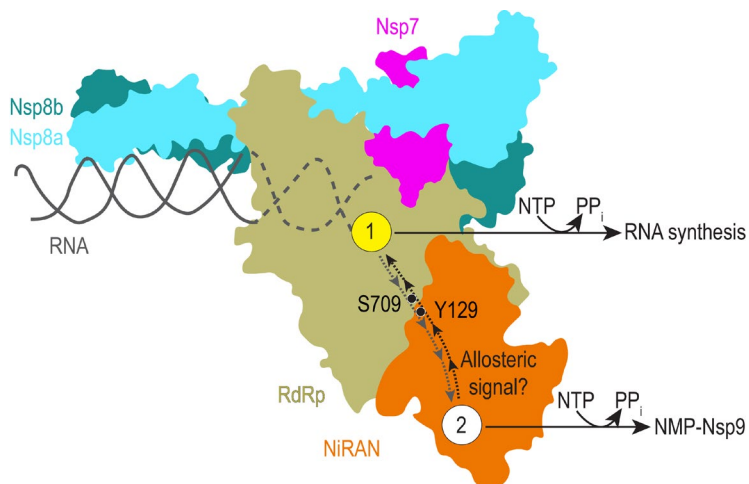 Nsp7
Nsp8b
Nsp8a
NTP PPi
1 RNA synthesis
RNA
S709 Y129
Allosteric
signal?
RdRp
NTP PPi
2 NMP-Nsp9
NiRAN